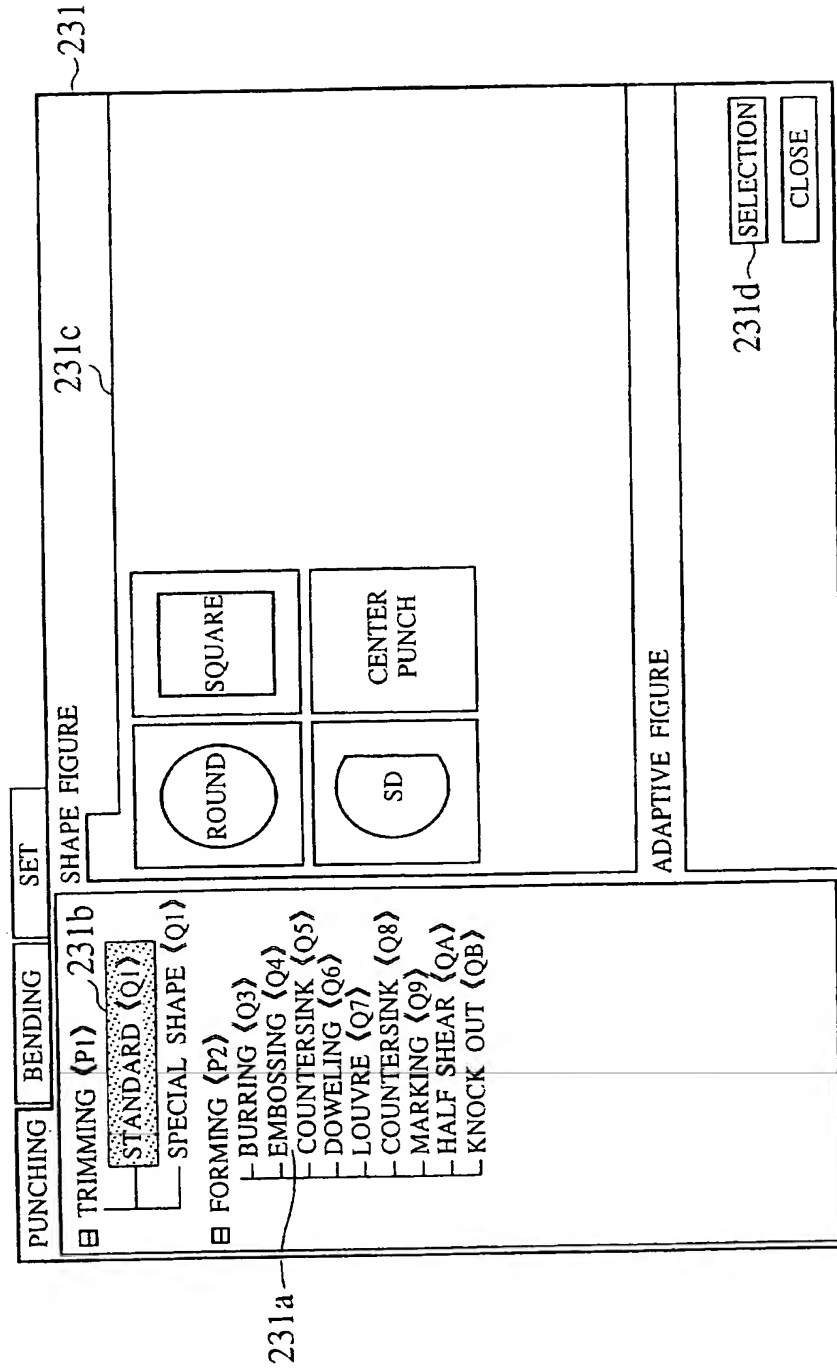 PUNCHING
BENDING
SET
231
TRIMMING 《P1》
231b
STANDARD 《Q1》
SPECIAL SHAPE 《Q1》
FORMING 《P2》
BURRING 《Q3》
EMBOSSING 《Q4》
COUNTERSINK 《Q5》
DOWELING 《Q6》
LOUVRE 《Q7》
COUNTERSINK 《Q8》
MARKING 《Q9》
HALF SHEAR 《QA》
KNOCK OUT 《QB》
231a
SHAPE FIGURE
231c
ROUND
SQUARE
SD
CENTER
PUNCH
ADAPTIVE FIGURE
231d
SELECTION
CLOSE